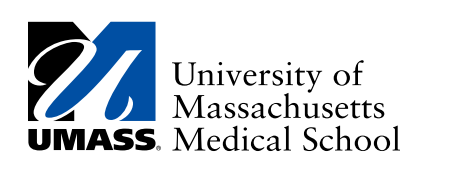 UMASS®
University of
Massachusetts
Medical School